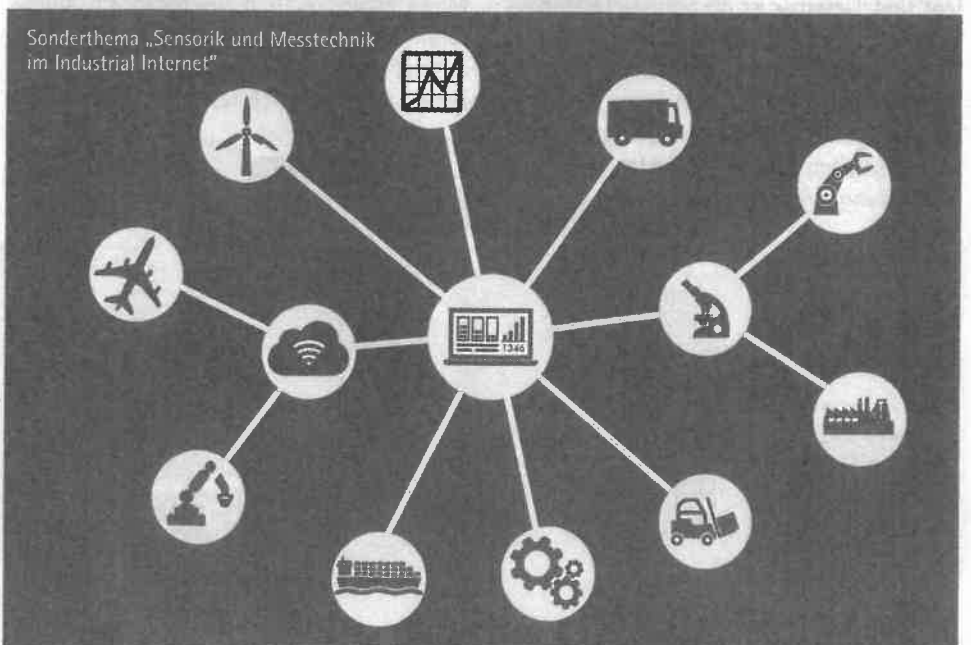 Sonderthema „Sensorik und Messtechnik
im Industrial Internet“
1346